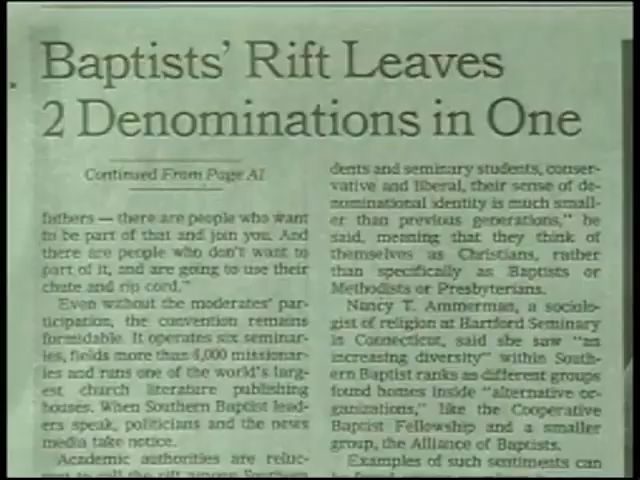 Baptists' Rift Leaves
2 Denominations in One
Continued From Page A1
fathers — there are people who want
to be part of that and join you. And
there are people who don't want to
part of it, and are going to use their
chute and rip cord."
Even without the moderates' par-
ticipation, the convention remains
formidable. It operates six seminar-
ies, fields more than 4,000 missionar-
ies and runs one of the world's larg-
est church literature publishing
houses. When Southern Baptist lead-
ers speak, politicians and the news
media take notice.
Academic authorities are reluc-
tant to call the rift among Southern
dents and seminary students, conser-
vative and liberal, their sense of de-
nominational identity is much small-
er than previous generations," he
said, meaning that they think of
themselves as Christians, rather
than specifically as Baptists or
Methodists or Presbyterians.
Nancy T. Ammerman, a sociolo-
gist of religion at Hartford Seminary
in Connecticut, said she saw "an
increasing diversity" within South-
ern Baptist ranks as different groups
found homes inside "alternative or-
ganizations," like the Cooperative
Baptist Fellowship and a smaller
group, the Alliance of Baptists.
Examples of such sentiments can